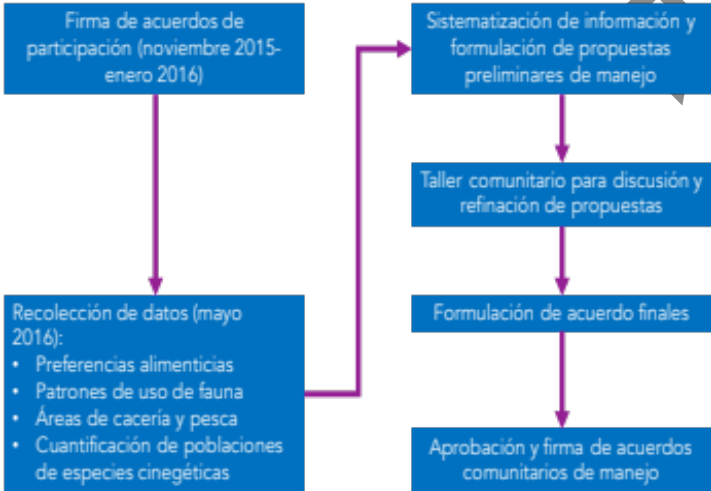 Firma de acuerdos de
participación (noviembre 2015-
enero 2016)
Recolección de datos (mayo
2016):
• Preferencias alimenticias
• Patrones de uso de fauna
• Áreas de cacería y pesca
• Cuantificación de poblaciones
de especies cinegéticas
Sistematización de información y
formulación de propuestas
preliminares de manejo
Taller comunitario para discusión y
refinación de propuestas
Formulación de acuerdo finales
Aprobación y firma de acuerdos
comunitarios de manejo